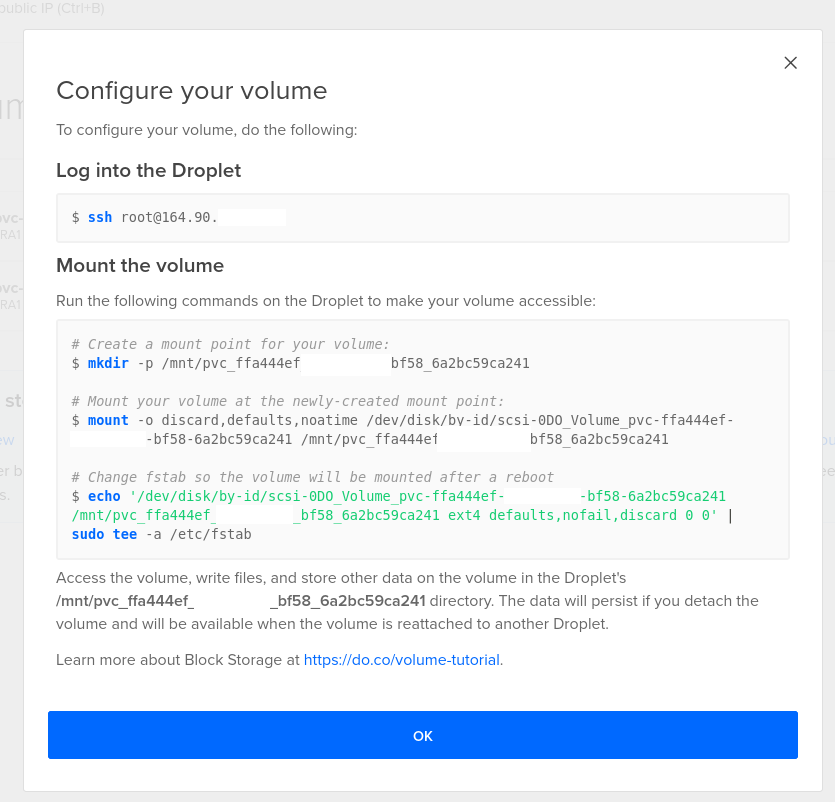 public IP (Ctrl+B)
Configure your volume
To configure your volume, do the following:
Log into the Droplet
$ ssh root@164.90.
Mount the volume
Run the following commands on the Droplet to make your volume accessible:
# Create a mount point for your volume:
$ mkdir -p /mnt/pvc_ffa444ef bf58_6a2bc59ca241
# Mount your volume at the newly-created mount point:
$ mount -o discard,defaults,noatime /dev/disk/by-id/scsi-0DO_Volume_pvc-ffa444ef-
-bf58-6a2bc59ca241 /mnt/pvc_ffa444ef bf58_6a2bc59ca241
# Change fstab so the volume will be mounted after a reboot
$ echo '/dev/disk/by-id/scsi-0DO_Volume_pvc-ffa444ef- -bf58-6a2bc59ca241
/mnt/pvc_ffa444ef_ _bf58_6a2bc59ca241 ext4 defaults,nofail,discard 0 0' |
sudo tee -a /etc/fstab
Access the volume, write files, and store other data on the volume in the Droplet's
/mnt/pvc_ffa444ef_ _bf58_6a2bc59ca241 directory. The data will persist if you detach the
volume and will be available when the volume is reattached to another Droplet.
Learn more about Block Storage at https://do.co/volume-tutorial.
OK